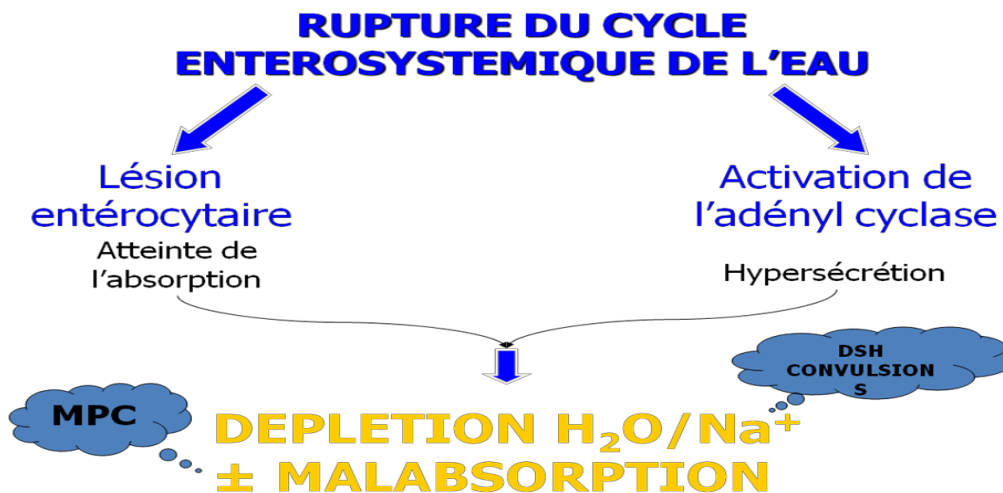 RUPTURE DU CYCLE
ENTEROSYSTEMIQUE DE L’EAU
Lésion
entérocytaire
Atteinte de
l’absorption
Activation de
l’adényl cyclase
Hypersécrétion
DSH
CONVULSION
S
MPC
DEPLETION H₂O/Na⁺
± MALABSORPTION